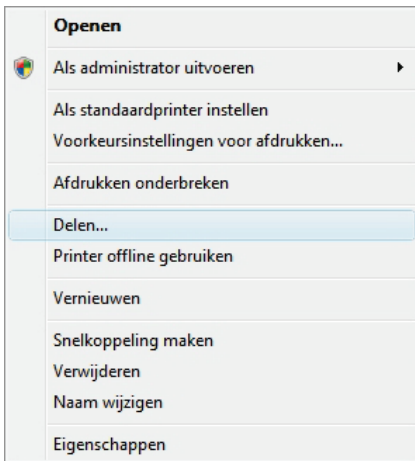 Openen
Als administrator uitvoeren
Als standaardprinter instellen
Voorkeursinstellingen voor afdrukken...
Afdrukken onderbreken
Delen...
Printer offline gebruiken
Vernieuwen
Snelkoppeling maken
Verwijderen
Naam wijzigen
Eigenschappen